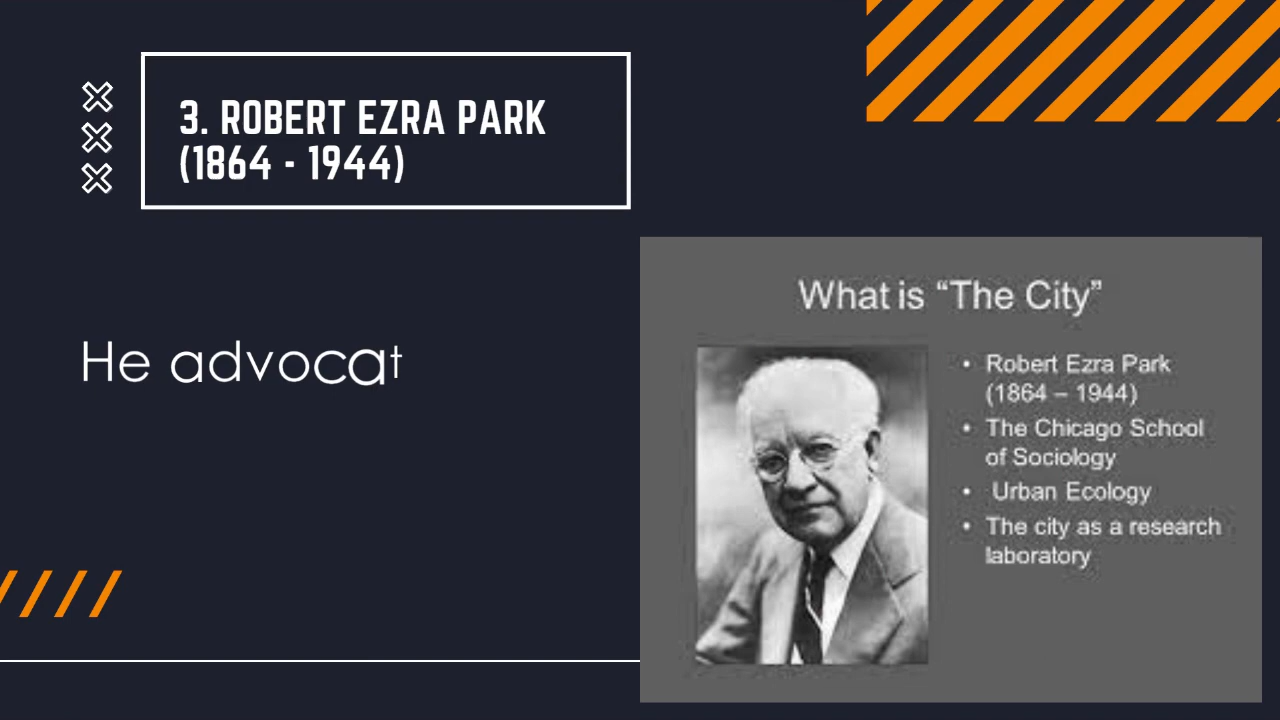 3. ROBERT EZRA PARK
(1864 - 1944)
He advocat
What is “The City”
• Robert Ezra Park
(1864 – 1944)
• The Chicago School
of Sociology
• Urban Ecology
• The city as a research
laboratory